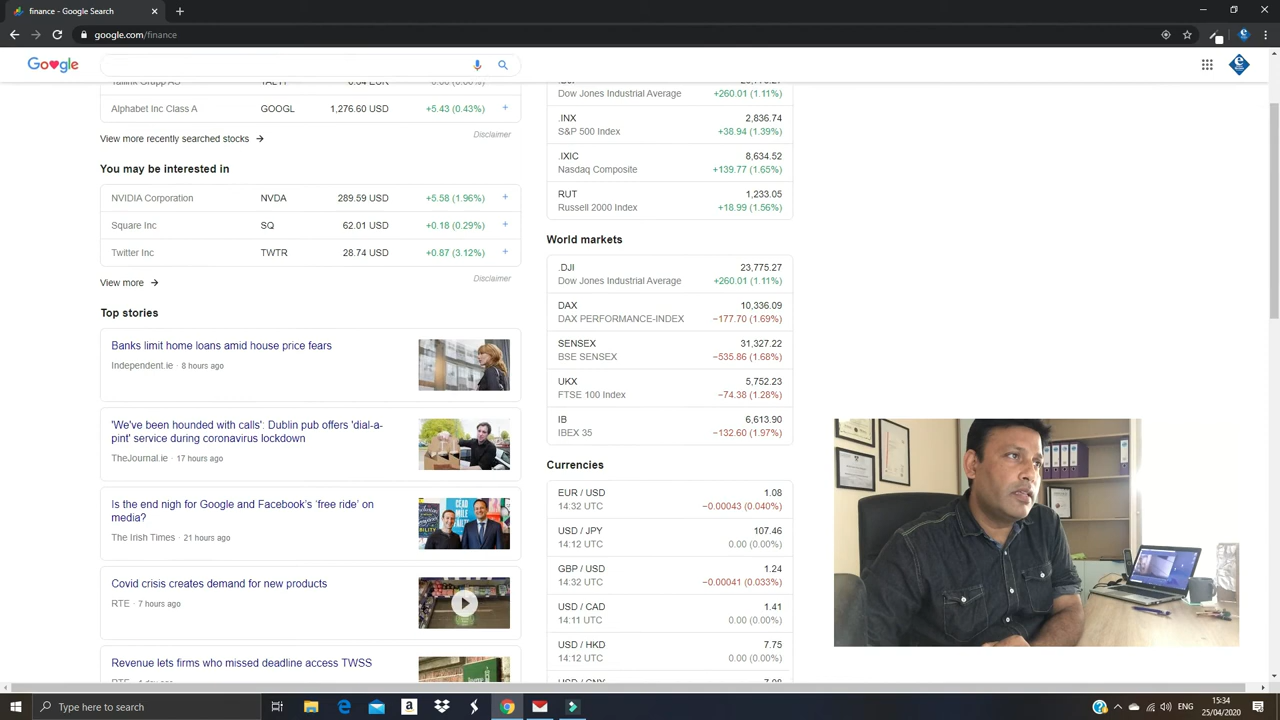 finance - Google Search
google.com/finance
Google
Tallink Grupp AS
0.64 EUR
Alphabet Inc Class A GOOGL 1,276.60 USD +5.43 (0.43%) +
View more recently searched stocks →
Disclaimer
You may be interested in
NVIDIA Corporation NVDA 289.59 USD +5.58 (1.96%) +
Square Inc SQ 62.01 USD +0.18 (0.29%) +
Twitter Inc TWTR 28.74 USD +0.87 (3.12%) +
View more →
Disclaimer
Top stories
Banks limit home loans amid house price fears
Independent.ie · 8 hours ago
'We've been hounded with calls': Dublin pub offers 'dial-a-
pint' service during coronavirus lockdown
TheJournal.ie · 17 hours ago
Is the end nigh for Google and Facebook's 'free ride' on
media?
The Irish Times · 21 hours ago
Covid crisis creates demand for new products
RTE · 7 hours ago
Revenue lets firms who missed deadline access TWSS
Dow Jones Industrial Average +260.01 (1.11%)
.INX 2,836.74
S&P 500 Index +38.94 (1.39%)
.IXIC 8,634.52
Nasdaq Composite +139.77 (1.65%)
RUT 1,233.05
Russell 2000 Index +18.99 (1.56%)
World markets
.DJI 23,775.27
Dow Jones Industrial Average +260.01 (1.11%)
DAX 10,336.09
DAX PERFORMANCE-INDEX −177.70 (1.69%)
SENSEX 31,327.22
BSE SENSEX −535.86 (1.68%)
UKX 5,752.23
FTSE 100 Index −74.38 (1.28%)
IB 6,613.90
IBEX 35 −132.60 (1.97%)
Currencies
EUR / USD 1.08
14:32 UTC −0.00043 (0.040%)
USD / JPY 107.46
14:12 UTC 0.00 (0.00%)
GBP / USD 1.24
14:32 UTC −0.00041 (0.033%)
USD / CAD 1.41
14:11 UTC 0.00 (0.00%)
USD / HKD 7.75
14:12 UTC 0.00 (0.00%)
Type here to search
ENG
15:34
25/04/2020